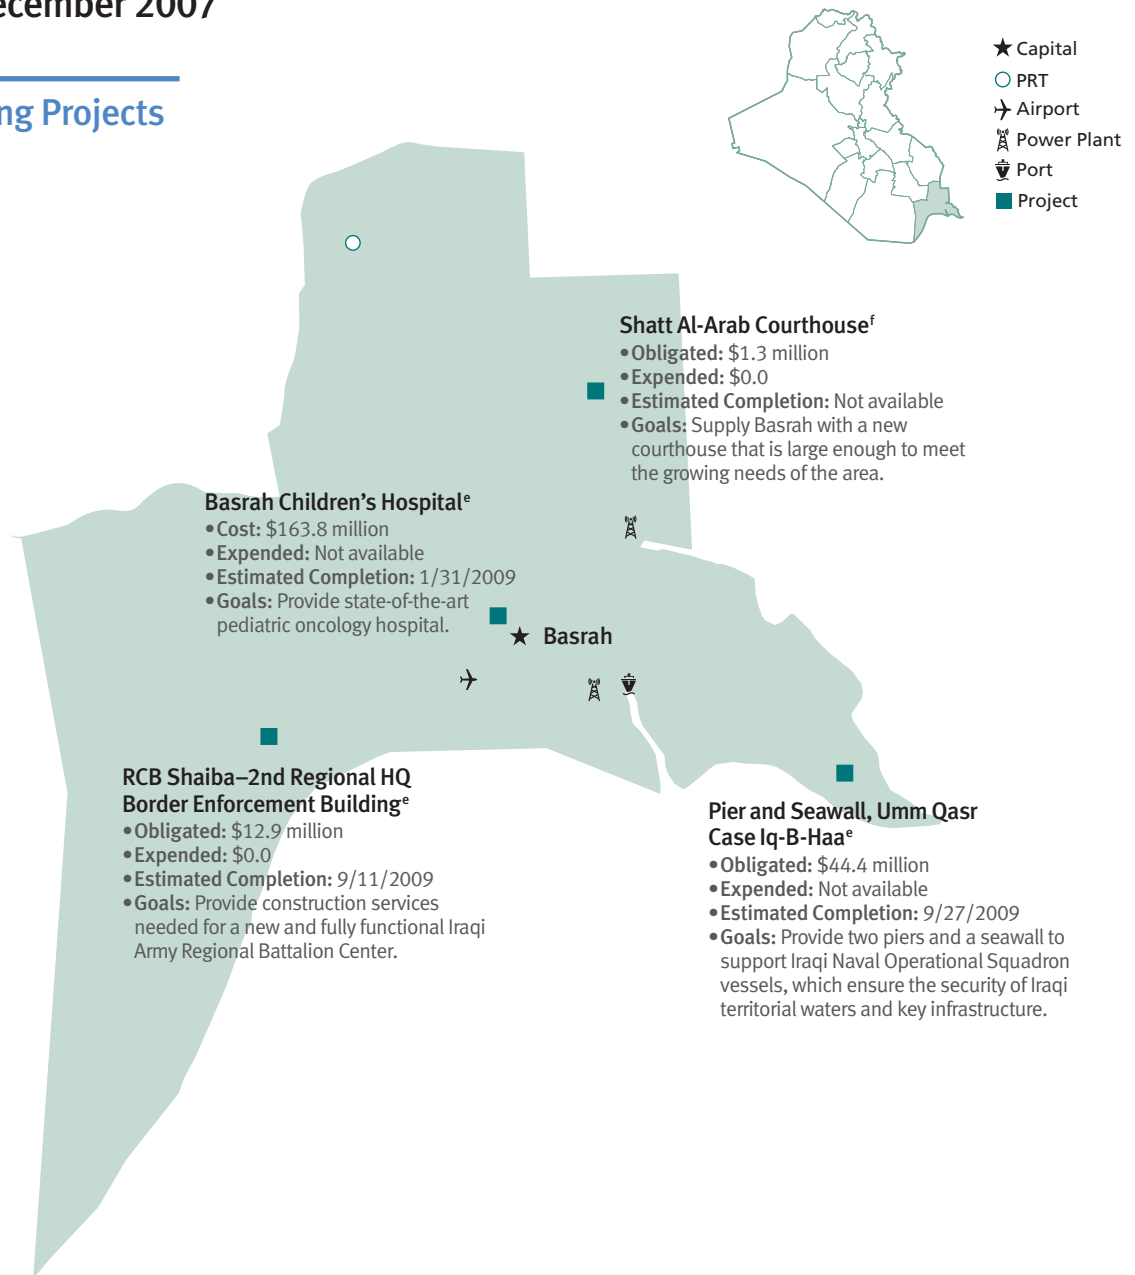 ecember 2007
ng Projects
Capital
PRT
Airport
Power Plant
Port
Project
Shatt Al-Arab Courthouseᶠ
• Obligated: $1.3 million
• Expended: $0.0
• Estimated Completion: Not available
• Goals: Supply Basrah with a new
courthouse that is large enough to meet
the growing needs of the area.
Basrah Children’s Hospitalᵉ
• Cost: $163.8 million
• Expended: Not available
• Estimated Completion: 1/31/2009
• Goals: Provide state-of-the-art
pediatric oncology hospital.
Basrah
RCB Shaiba–2nd Regional HQ
Border Enforcement Buildingᵉ
• Obligated: $12.9 million
• Expended: $0.0
• Estimated Completion: 9/11/2009
• Goals: Provide construction services
needed for a new and fully functional Iraqi
Army Regional Battalion Center.
Pier and Seawall, Umm Qasr
Case Iq-B-Haaᵉ
• Obligated: $44.4 million
• Expended: Not available
• Estimated Completion: 9/27/2009
• Goals: Provide two piers and a seawall to
support Iraqi Naval Operational Squadron
vessels, which ensure the security of Iraqi
territorial waters and key infrastructure.